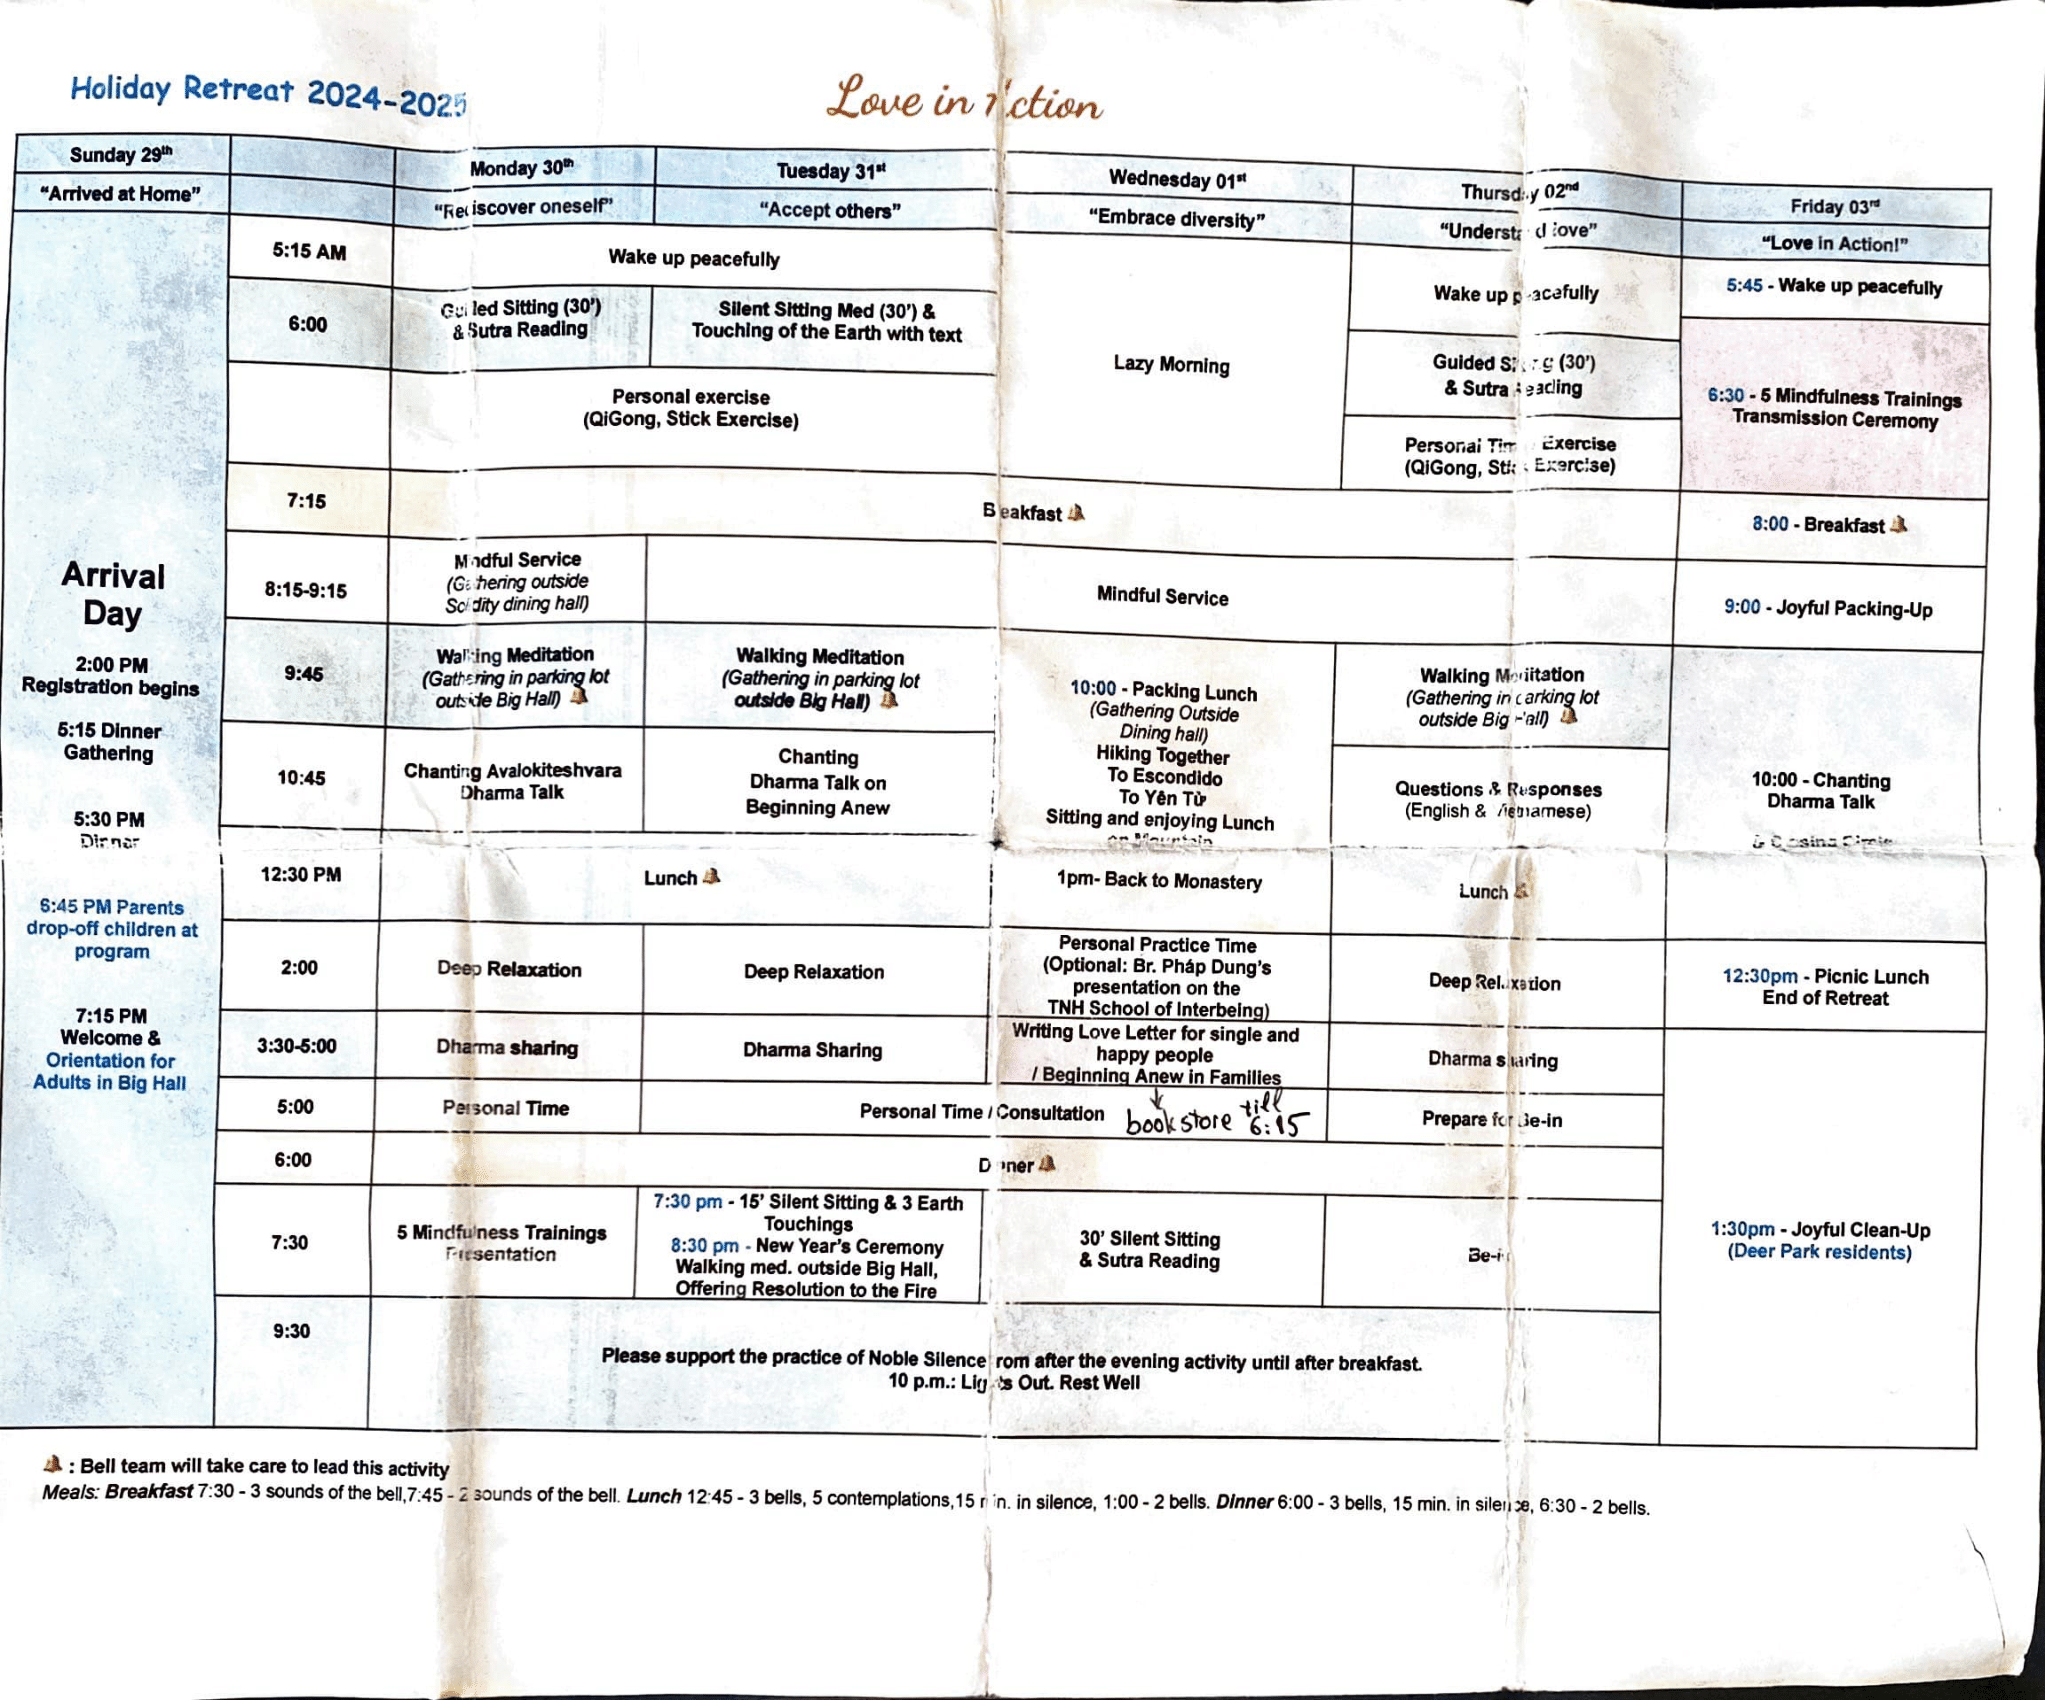 Holiday Retreat 2024-2025
Love in Action
Sunday 29th
Monday 30th
Tuesday 31st
Wednesday 01st
Thursday 02nd
Friday 03rd
"Arrived at Home"
"Rediscover oneself"
"Accept others"
"Embrace diversity"
"Understand love"
"Love in Action!"
Arrival
Day
2:00 PM
Registration begins
5:15 Dinner
Gathering
5:30 PM
Dinner
6:45 PM Parents
drop-off children at
program
7:15 PM
Welcome &
Orientation for
Adults in Big Hall
5:15 AM
Wake up peacefully
Lazy Morning
Wake up peacefully
5:45 - Wake up peacefully
6:00
Guided Sitting (30')
& Sutra Reading
Silent Sitting Med (30') &
Touching of the Earth with text
Guided Sitting (30')
& Sutra Reading
6:30 - 5 Mindfulness Trainings
Transmission Ceremony
Personal exercise
(QiGong, Stick Exercise)
Personal Time Exercise
(QiGong, Stick Exercise)
7:15
Breakfast
8:00 - Breakfast
8:15-9:15
Mindful Service
(Gathering outside
Solidity dining hall)
Mindful Service
9:00 - Joyful Packing-Up
9:45
Walking Meditation
(Gathering in parking lot
outside Big Hall)
Walking Meditation
(Gathering in parking lot
outside Big Hall)
10:00 - Packing Lunch
(Gathering Outside
Dining hall)
Hiking Together
To Escondido
To Yên Tử
Sitting and enjoying Lunch
on Mountain
Walking Meditation
(Gathering in parking lot
outside Big Hall)
10:00 - Chanting
Dharma Talk
& Closing Circle
10:45
Chanting Avalokiteshvara
Dharma Talk
Chanting
Dharma Talk on
Beginning Anew
Questions & Responses
(English & Vietnamese)
12:30 PM
Lunch
1pm- Back to Monastery
Lunch
2:00
Deep Relaxation
Deep Relaxation
Personal Practice Time
(Optional: Br. Pháp Dung's
presentation on the
TNH School of Interbeing)
Deep Relaxation
12:30pm - Picnic Lunch
End of Retreat
3:30-5:00
Dharma sharing
Dharma Sharing
Writing Love Letter for single and
happy people
/ Beginning Anew in Families
Dharma sharing
5:00
Personal Time
Personal Time / Consultation
bookstore till
6:15
Prepare for Be-in
6:00
Dinner
7:30
5 Mindfulness Trainings
Presentation
7:30 pm - 15' Silent Sitting & 3 Earth
Touchings
8:30 pm - New Year's Ceremony
Walking med. outside Big Hall,
Offering Resolution to the Fire
30' Silent Sitting
& Sutra Reading
Be-in
1:30pm - Joyful Clean-Up
(Deer Park residents)
9:30
Please support the practice of Noble Silence from after the evening activity until after breakfast.
10 p.m.: Lights Out. Rest Well
: Bell team will take care to lead this activity
Meals: Breakfast 7:30 - 3 sounds of the bell,7:45 - 2 sounds of the bell. Lunch 12:45 - 3 bells, 5 contemplations,15 min. in silence, 1:00 - 2 bells. Dinner 6:00 - 3 bells, 15 min. in silence, 6:30 - 2 bells.